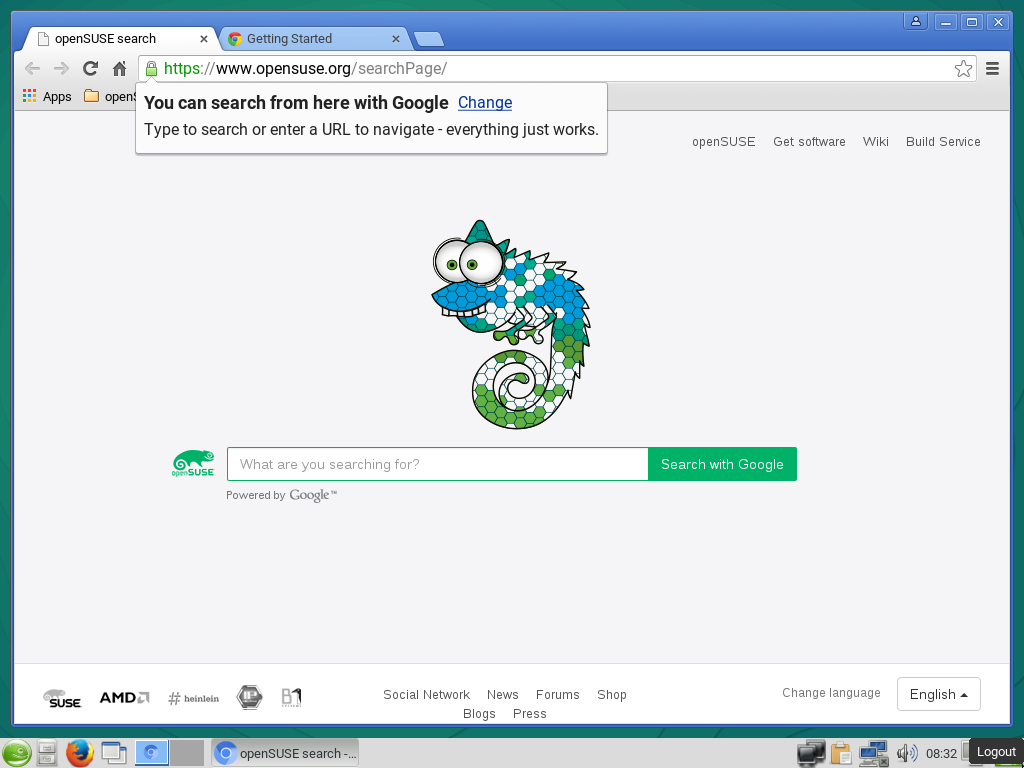 openSUSE search
Getting Started
https://www.opensuse.org/searchPage/
Apps
You can search from here with Google Change
Type to search or enter a URL to navigate - everything just works.
openSUSE Get software Wiki Build Service
openSUSE
What are you searching for?
Search with Google
Powered by Google™
SUSE
AMD
# heinlein
B1
Social Network News Forums Shop
Blogs Press
Change language
English
openSUSE search -...
08:32
Logout